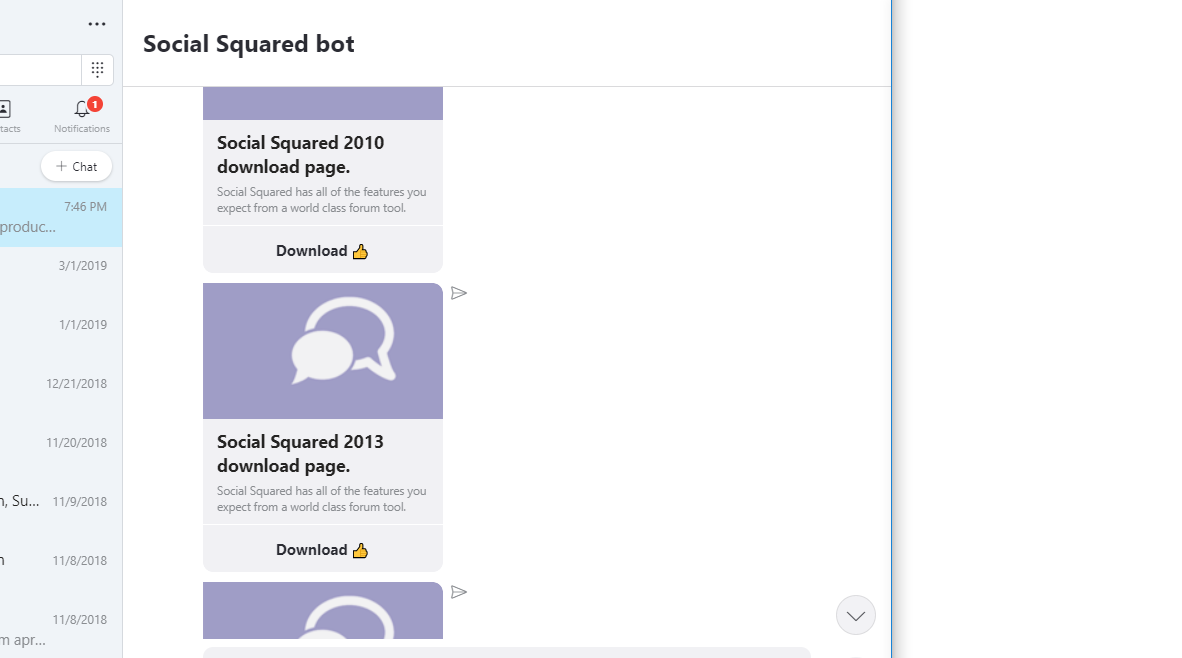 Social Squared bot
1
tacts
Notifications
Chat
7:46 PM
produc...
3/1/2019
1/1/2019
12/21/2018
11/20/2018
n, Su...
11/9/2018
n
11/8/2018
11/8/2018
m apr...
Social Squared 2010
download page.
Social Squared has all of the features you
expect from a world class forum tool.
Download 👍
Social Squared 2013
download page.
Social Squared has all of the features you
expect from a world class forum tool.
Download 👍